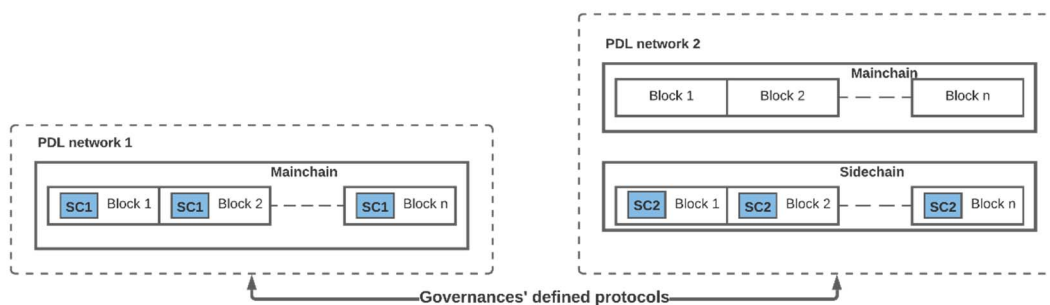 PDL network 2
Mainchain
Block 1 Block 2 Block n
PDL network 1
Mainchain
SC1 Block 1 SC1 Block 2 SC1 Block n
Sidechain
SC2 Block 1 SC2 Block 2 SC2 Block n
Governances' defined protocols